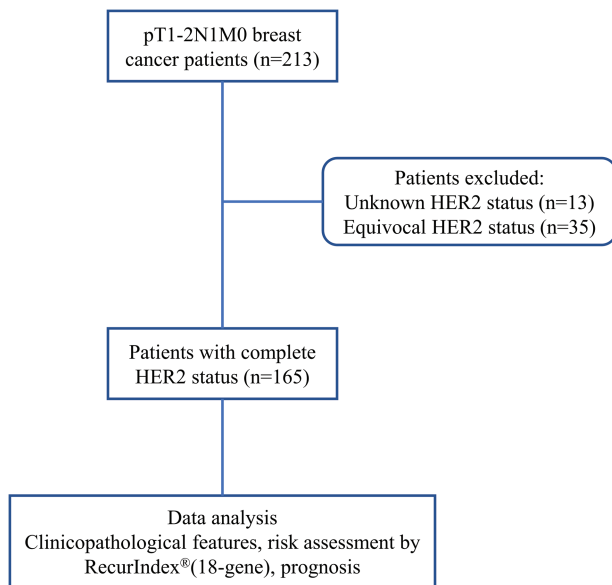 pT1-2N1M0 breast
cancer patients (n=213)
Patients excluded:
Unknown HER2 status (n=13)
Equivocal HER2 status (n=35)
Patients with complete
HER2 status (n=165)
Data analysis
Clinicopathological features, risk assessment by
RecurIndex®(18-gene), prognosis